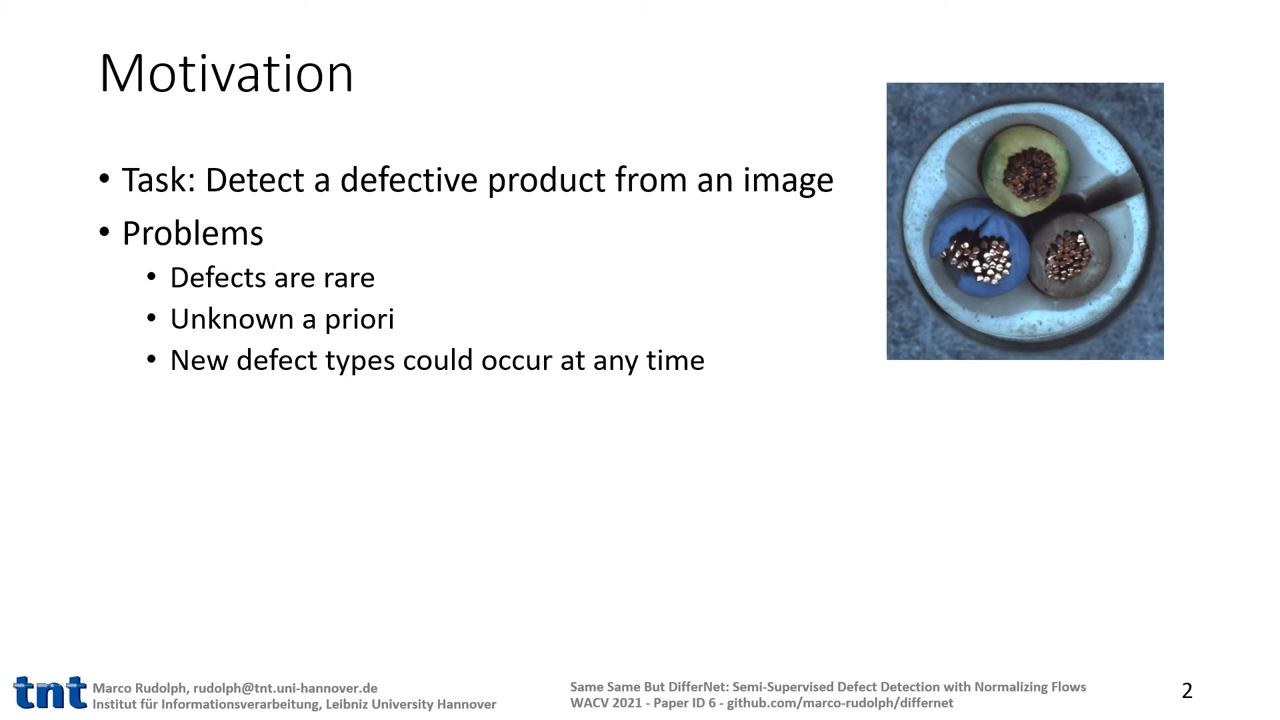 Motivation
• Task: Detect a defective product from an image
• Problems
• Defects are rare
• Unknown a priori
• New defect types could occur at any time
tnt
Marco Rudolph, rudolph@tnt.uni-hannover.de
Institut für Informationsverarbeitung, Leibniz University Hannover
Same Same But DifferNet: Semi-Supervised Defect Detection with Normalizing Flows
WACV 2021 - Paper ID 6 - github.com/marco-rudolph/differnet
2